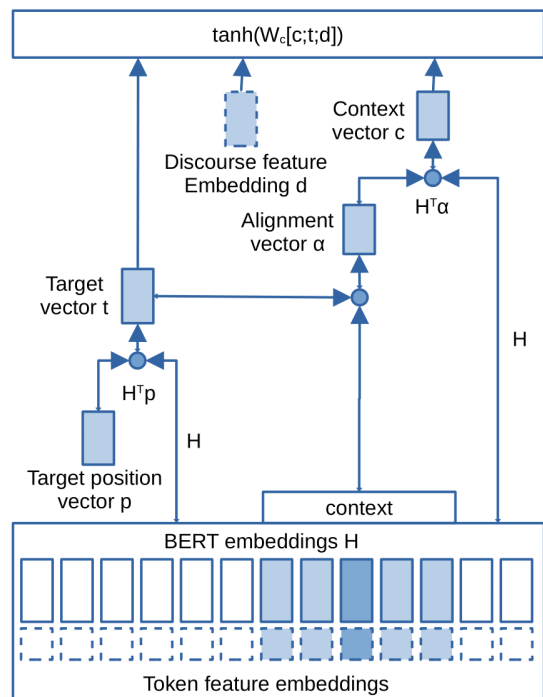 tanh(W꜀[c;t;d])
Context
vector c
Discourse feature
Embedding d
Hᵀα
Alignment
vector α
Target
vector t
H
Hᵀp
H
Target position
vector p
context
BERT embeddings H
Token feature embeddings